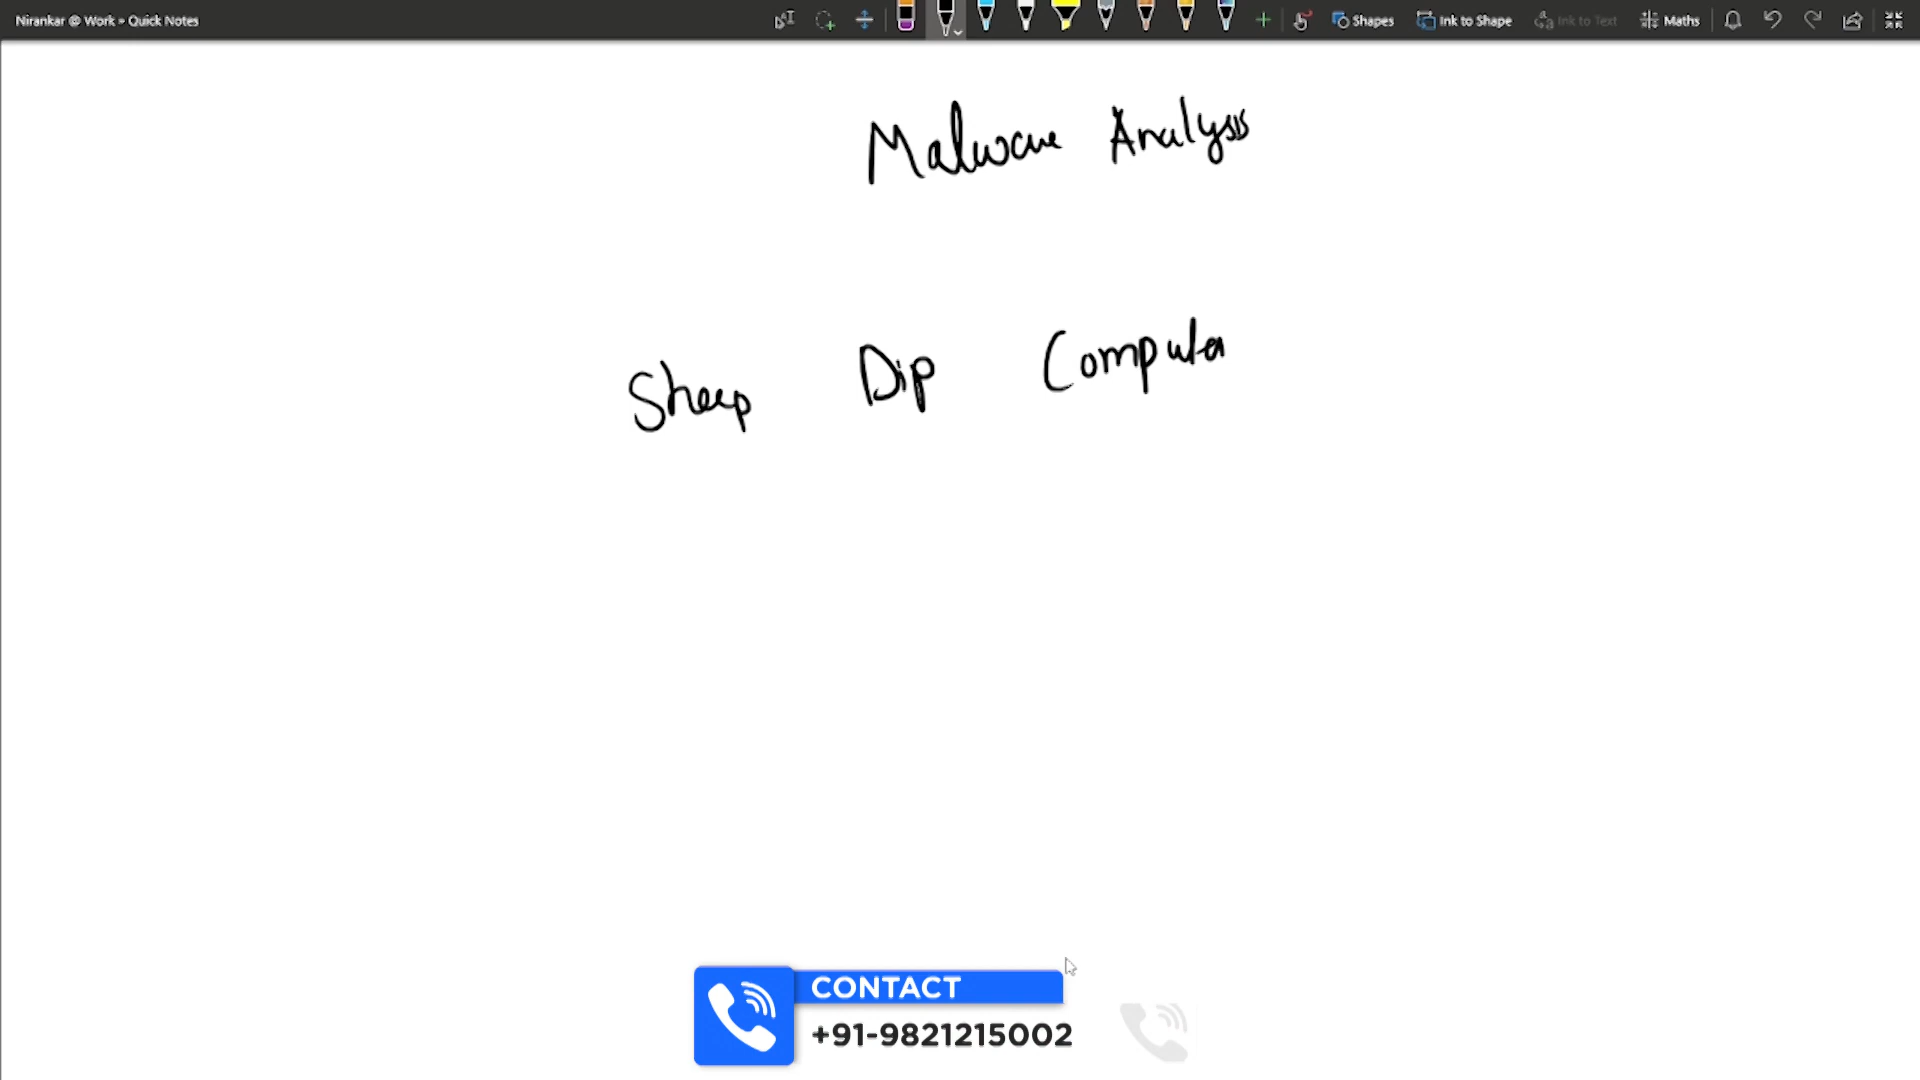 Nirankar @ Work » Quick Notes
Shapes Ink to Shape Ink to Text Maths
Malware Analysis
Sheep Dip Computer
CONTACT
+91-9821215002